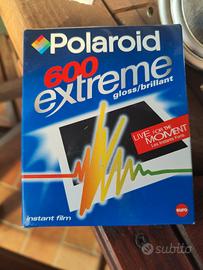 Polaroid
600
extreme
gloss/brillant
LIVE FOR THE
MOMENT
instant film
subito